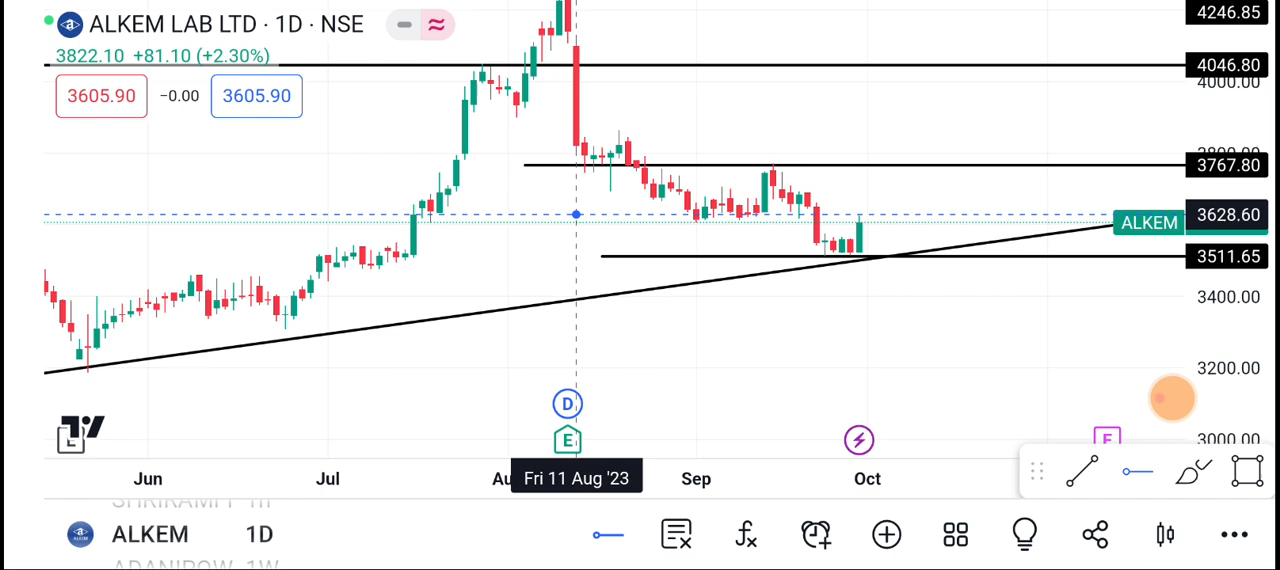 ALKEM LAB LTD · 1D · NSE
3822.10 +81.10 (+2.30%)
3605.90 −0.00 3605.90
4246.85
4046.80
4000.00
3767.80
3628.60
ALKEM
3511.65
3400.00
3200.00
3000.00
D
E
E
Jun Jul Fri 11 Aug '23 Sep Oct
ALKEM 1D